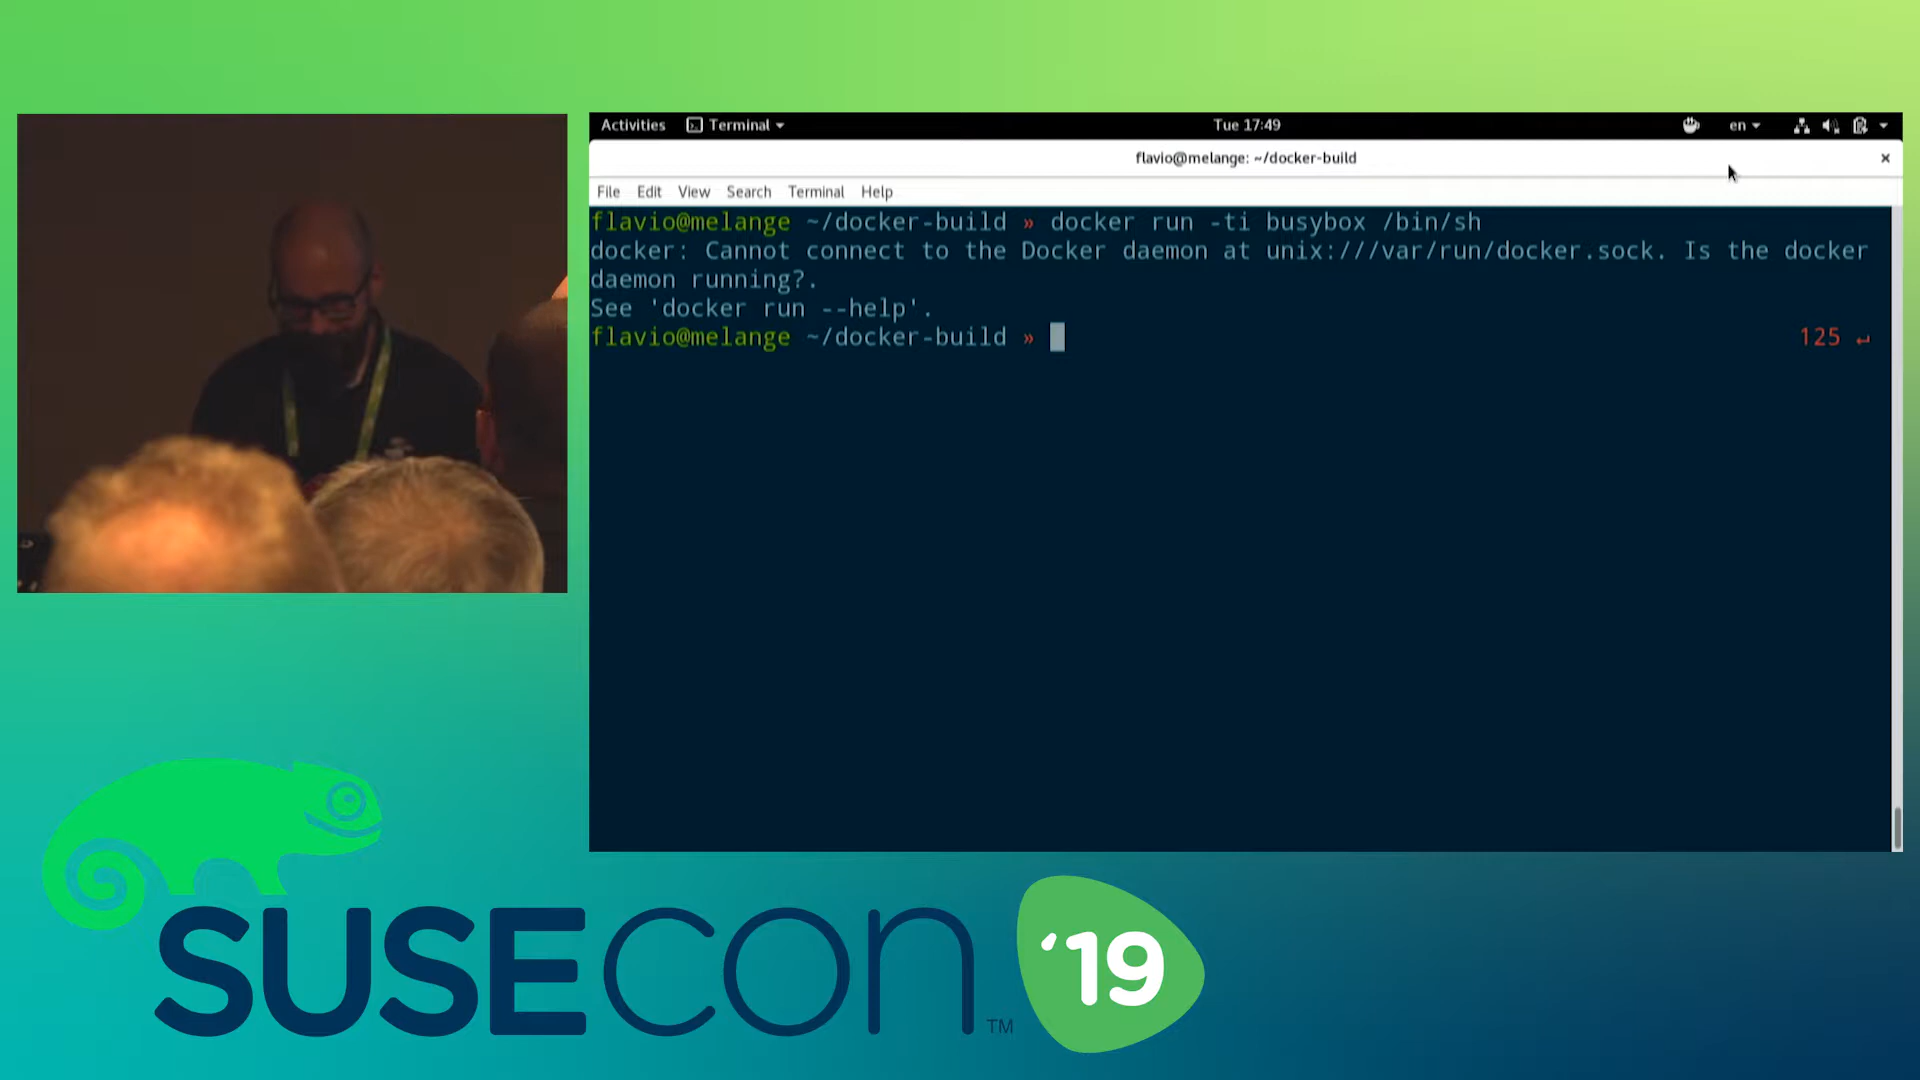 Activities Terminal Tue 17:49 en
flavio@melange: ~/docker-build
File Edit View Search Terminal Help
flavio@melange ~/docker-build » docker run -ti busybox /bin/sh
docker: Cannot connect to the Docker daemon at unix:///var/run/docker.sock. Is the docker
daemon running?.
See 'docker run --help'.
flavio@melange ~/docker-build » 125 ↵
SUSECON™ '19